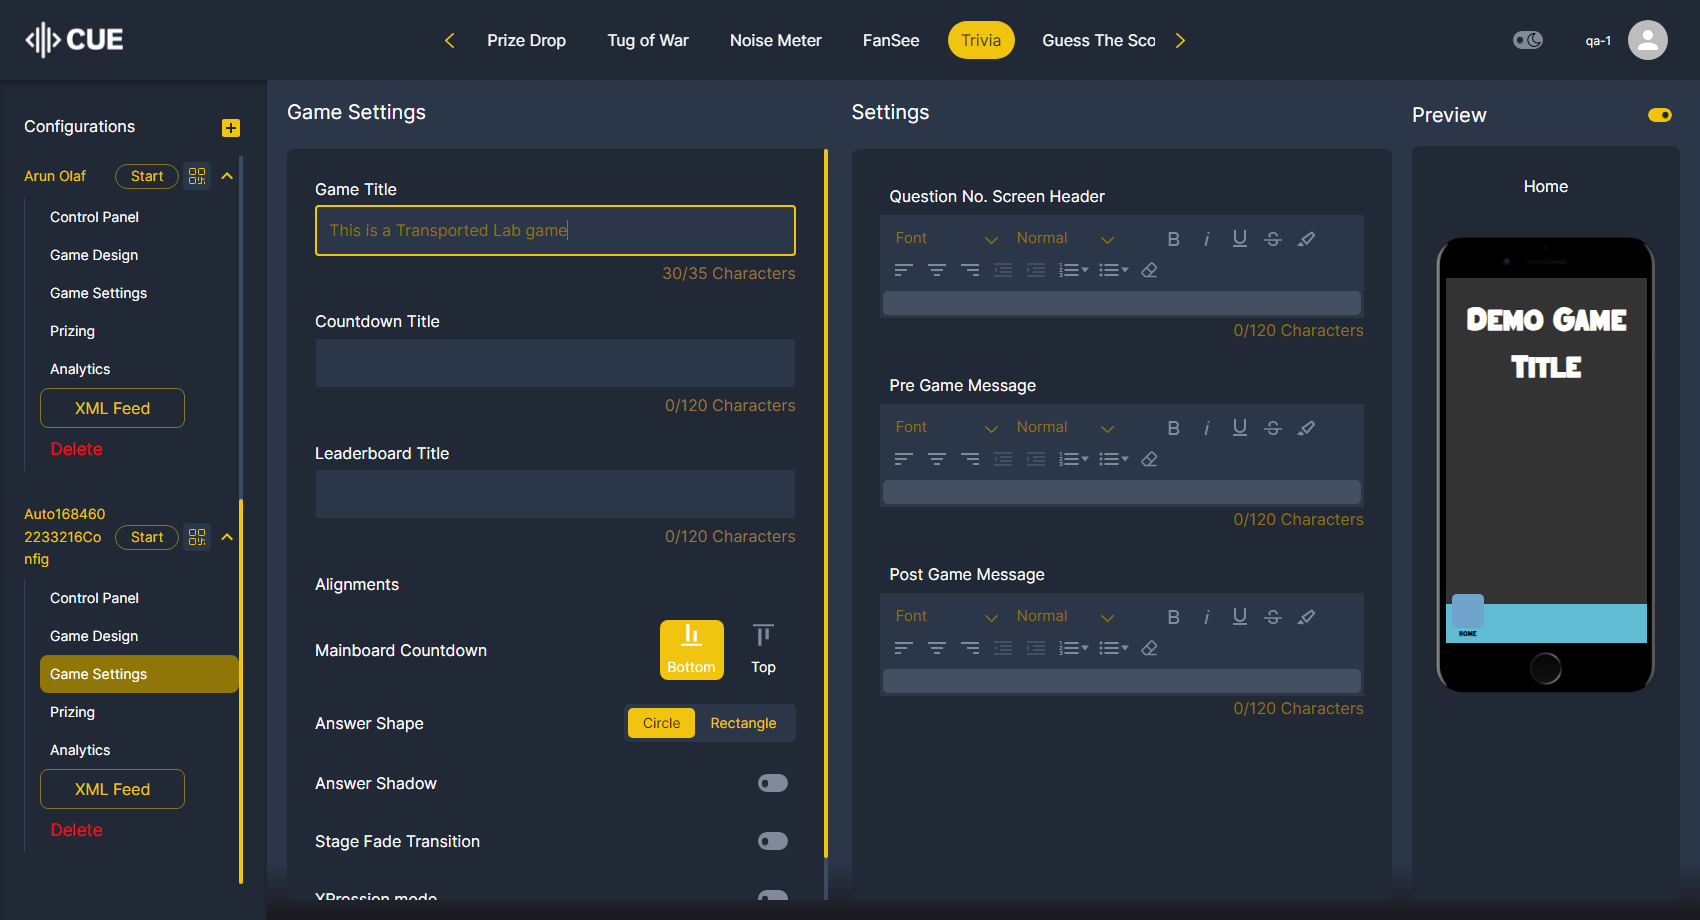 CUE
Prize Drop
Tug of War
Noise Meter
FanSee
Trivia
Guess The Sco
qa-1
Configurations
Arun Olaf
Start
Control Panel
Game Design
Game Settings
Prizing
Analytics
XML Feed
Delete
Auto168460
2233216Co
nfig
Start
Control Panel
Game Design
Game Settings
Prizing
Analytics
XML Feed
Delete
Game Settings
Game Title
This is a Transported Lab game
30/35 Characters
Countdown Title
0/120 Characters
Leaderboard Title
0/120 Characters
Alignments
Mainboard Countdown
Bottom
Top
Answer Shape
Circle
Rectangle
Answer Shadow
Stage Fade Transition
XPression mode
Settings
Question No. Screen Header
Font
Normal
B
i
U
S
0/120 Characters
Pre Game Message
Font
Normal
B
i
U
S
0/120 Characters
Post Game Message
Font
Normal
B
i
U
S
0/120 Characters
Preview
Home
Demo Game
Title
HOME